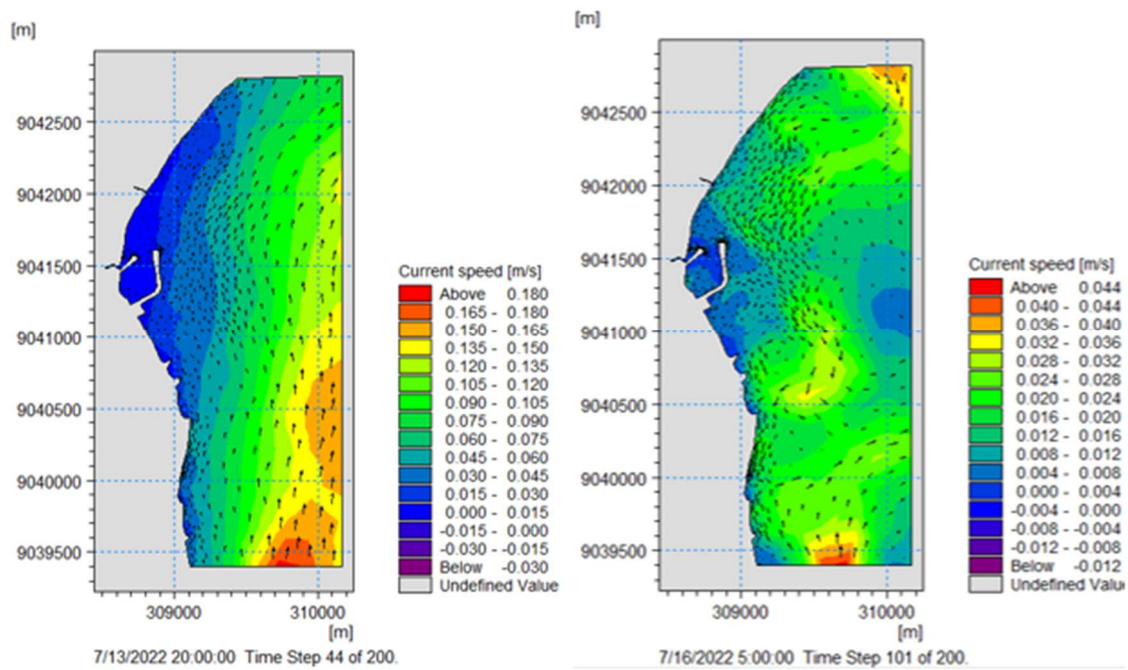 [m]
9042500
9042000
9041500
9041000
9040500
9040000
9039500
309000 310000
[m]
Current speed [m/s]
Above 0.180
0.165 - 0.180
0.150 - 0.165
0.135 - 0.150
0.120 - 0.135
0.105 - 0.120
0.090 - 0.105
0.075 - 0.090
0.060 - 0.075
0.045 - 0.060
0.030 - 0.045
0.015 - 0.030
0.000 - 0.015
-0.015 - 0.000
-0.030 - -0.015
Below -0.030
Undefined Value
7/13/2022 20:00:00 Time Step 44 of 200.
[m]
9042500
9042000
9041500
9041000
9040500
9040000
9039500
309000 310000
[m]
Current speed [m/s]
Above 0.044
0.040 - 0.044
0.036 - 0.040
0.032 - 0.036
0.028 - 0.032
0.024 - 0.028
0.020 - 0.024
0.016 - 0.020
0.012 - 0.016
0.008 - 0.012
0.004 - 0.008
0.000 - 0.004
-0.004 - 0.000
-0.008 - -0.004
-0.012 - -0.008
Below -0.012
Undefined Valu
7/16/2022 5:00:00 Time Step 101 of 200.